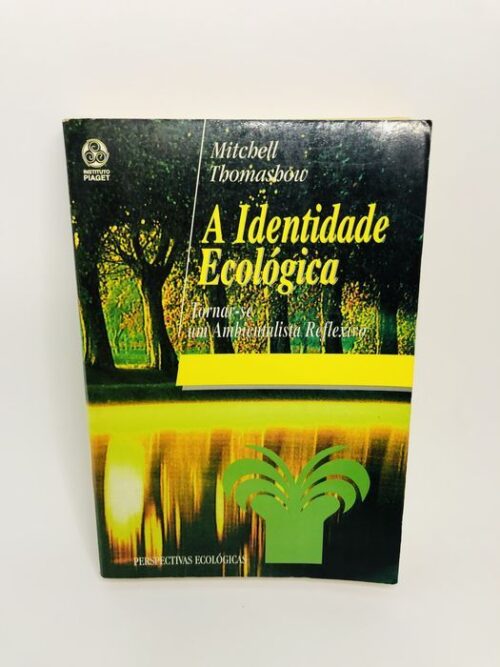 INSTITUTO
PIAGET
Mitchell
Thomashow
A Identidade
Ecológica
Tornar-se
um Ambientalista Reflexivo
PERSPECTIVAS ECOLÓGICAS